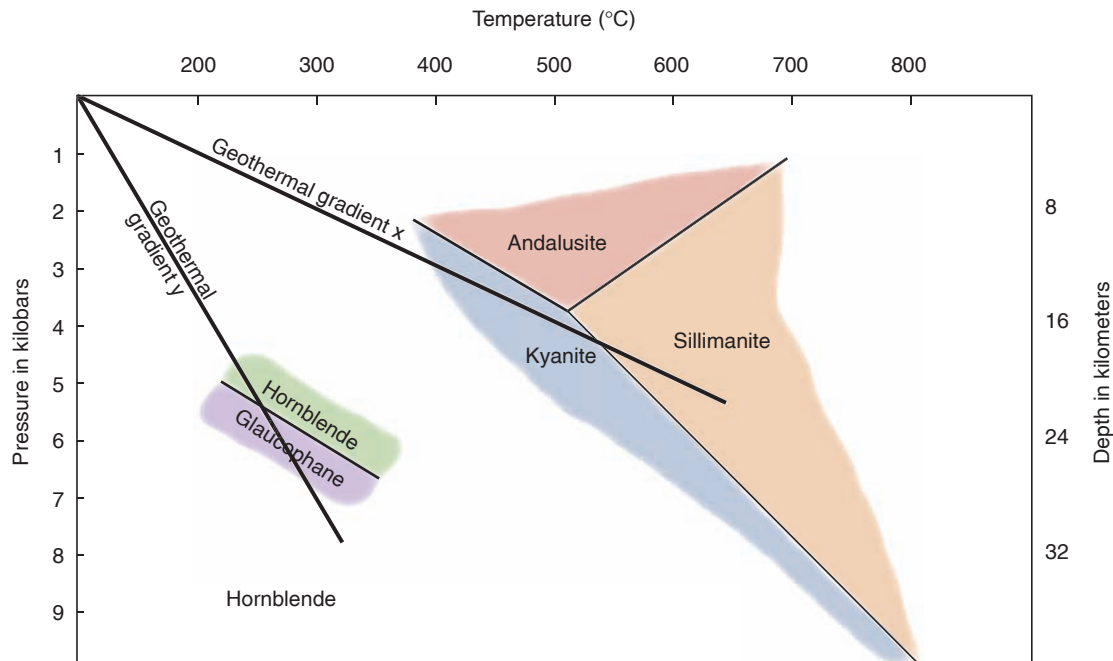 Temperature (°C)
200 300 400 500 600 700 800
Pressure in kilobars
1
2
3
4
5
6
7
8
9
Depth in kilometers
8
16
24
32
Geothermal gradient x
Geothermal
gradient y
Andalusite
Sillimanite
Kyanite
Hornblende
Glaucophane
Hornblende